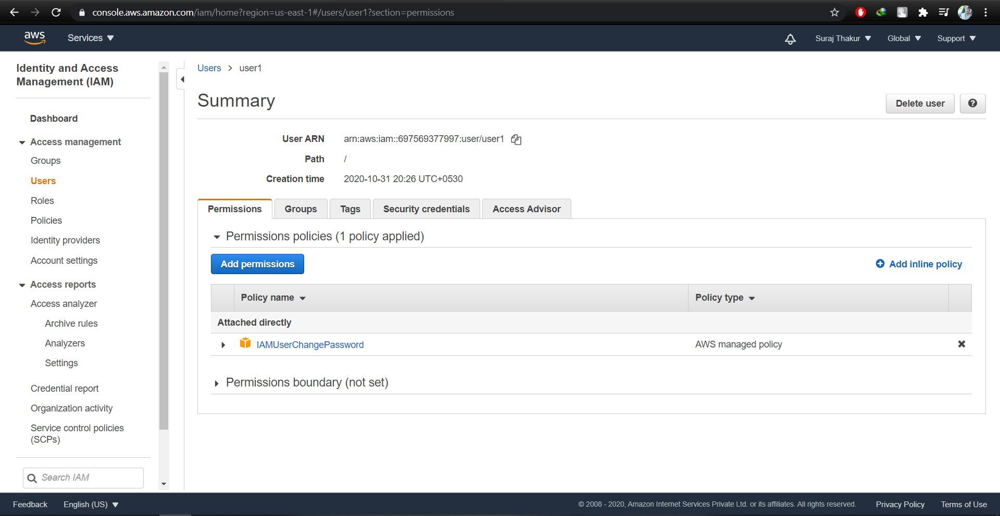 console.aws.amazon.com/iam/home?region=us-east-1#/users/user1?section=permissions
aws
Services
Suraj Thakur
Global
Support
Identity and Access
Management (IAM)
Dashboard
Access management
Groups
Users
Roles
Policies
Identity providers
Account settings
Access reports
Access analyzer
Archive rules
Analyzers
Settings
Credential report
Organization activity
Service control policies
(SCPs)
Search IAM
Users > user1
Summary
Delete user
?
User ARN arn:aws:iam::697569377997:user/user1
Path /
Creation time 2020-10-31 20:26 UTC+0530
Permissions
Groups
Tags
Security credentials
Access Advisor
Permissions policies (1 policy applied)
Add permissions
Add inline policy
Policy name
Policy type
Attached directly
IAMUserChangePassword
AWS managed policy
Permissions boundary (not set)
Feedback
English (US)
© 2008 - 2020, Amazon Internet Services Private Ltd. or its affiliates. All rights reserved.
Privacy Policy
Terms of Use